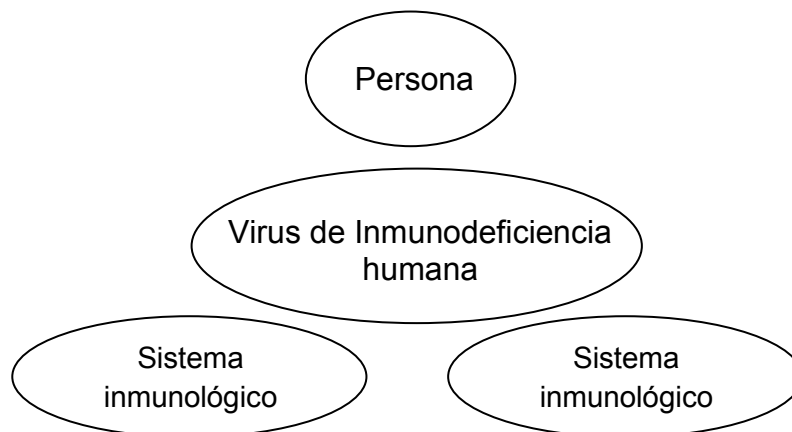 Persona
Virus de Inmunodeficiencia
humana
Sistema
inmunológico
Sistema
inmunológico